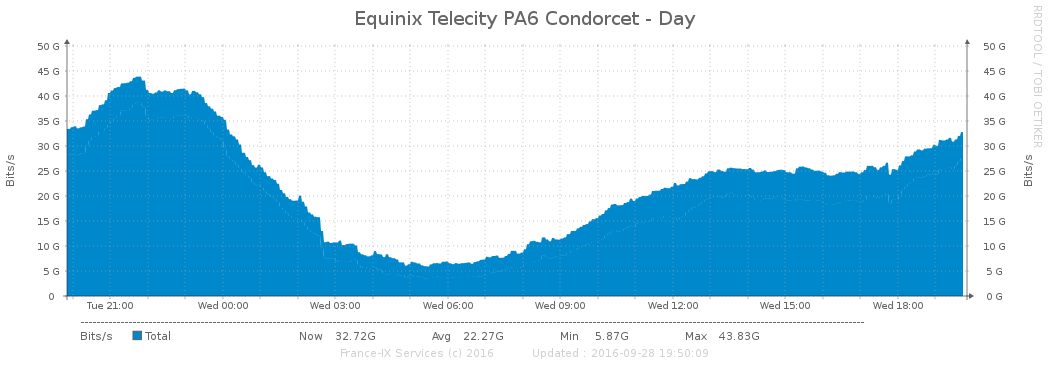 Equinix Telecity PA6 Condorcet - Day
RRDTOOL / TOBI OETIKER
Bits/s
50 G 50 G
45 G 45 G
40 G 40 G
35 G 35 G
30 G 30 G
25 G 25 G
20 G 20 G
15 G 15 G
10 G 10 G
5 G 5 G
0 0 G
Bits/s
Tue 21:00 Wed 00:00 Wed 03:00 Wed 06:00 Wed 09:00 Wed 12:00 Wed 15:00 Wed 18:00
Bits/s Total Now 32.72G Avg 22.27G Min 5.87G Max 43.83G
France-IX Services (c) 2016 Updated : 2016-09-28 19:50:09